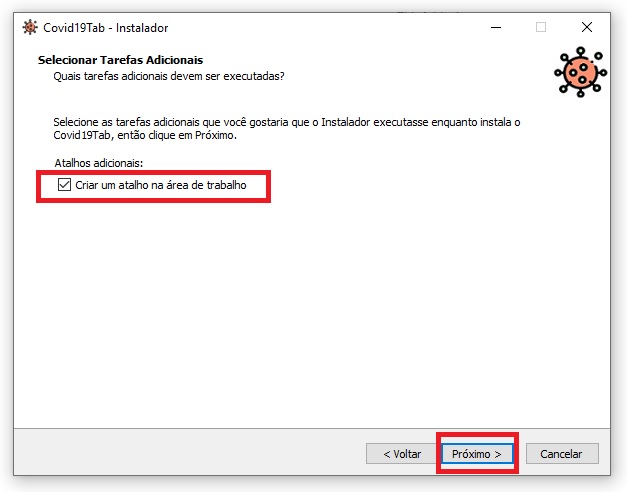 Covid19Tab - Instalador
Selecionar Tarefas Adicionais
Quais tarefas adicionais devem ser executadas?
Selecione as tarefas adicionais que você gostaria que o Instalador executasse enquanto instala o
Covid19Tab, então clique em Próximo.
Atalhos adicionais:
Criar um atalho na área de trabalho
< Voltar
Próximo >
Cancelar